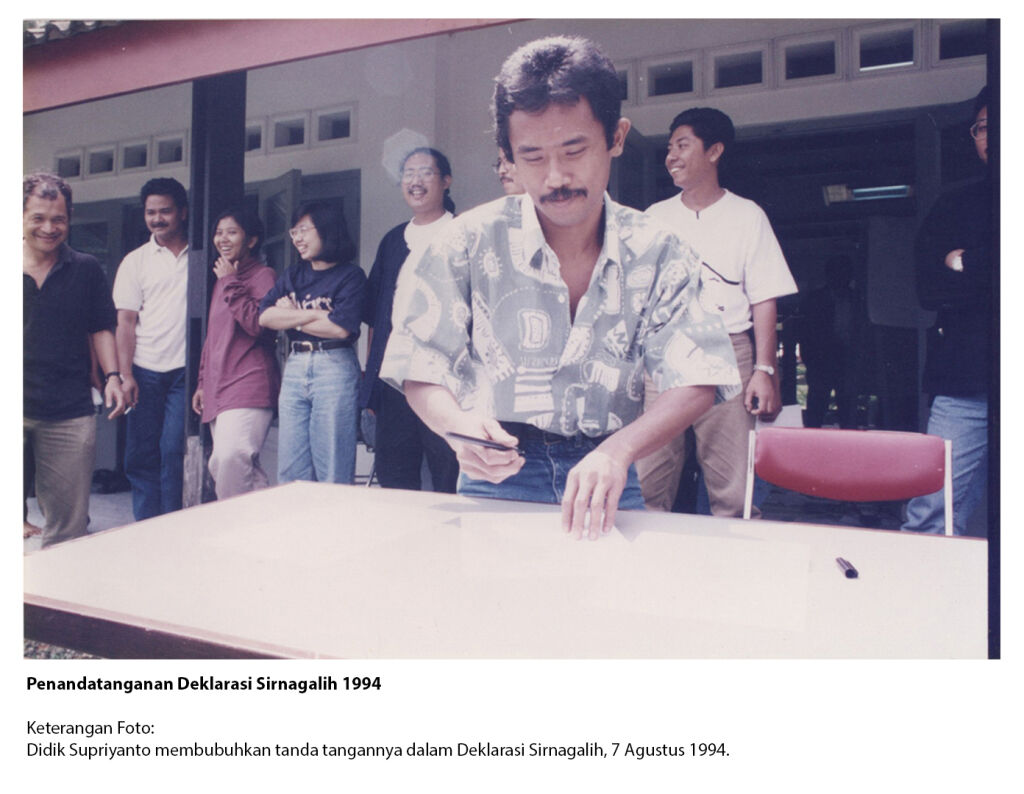 Penandatanganan Deklarasi Sirnagalih 1994
Keterangan Foto:
Didik Supriyanto membubuhkan tanda tangannya dalam Deklarasi Sirnagalih, 7 Agustus 1994.